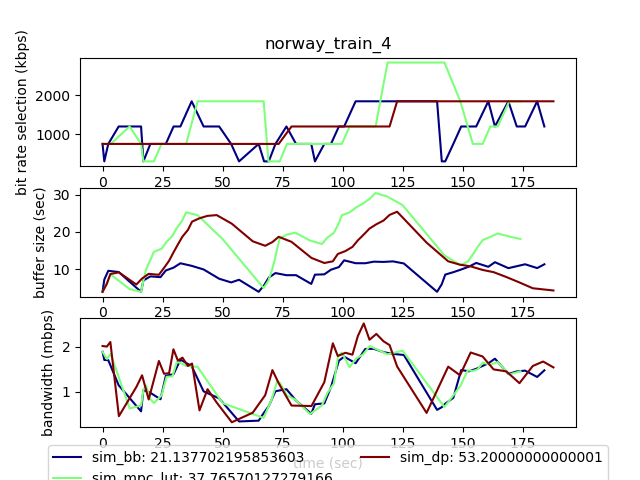 norway_train_4
bit rate selection (kbps)
2000
1000
0 25 50 75 100 125 150 175
buffer size (sec)
30
20
10
0 25 50 75 100 125 150 175
bandwidth (mbps)
2
1
0 25 50 75 100 125 150 175
time (sec)
sim_bb: 21.137702195853603
sim_dp: 53.20000000000001
sim_mpc_lut: 37.76570127279166